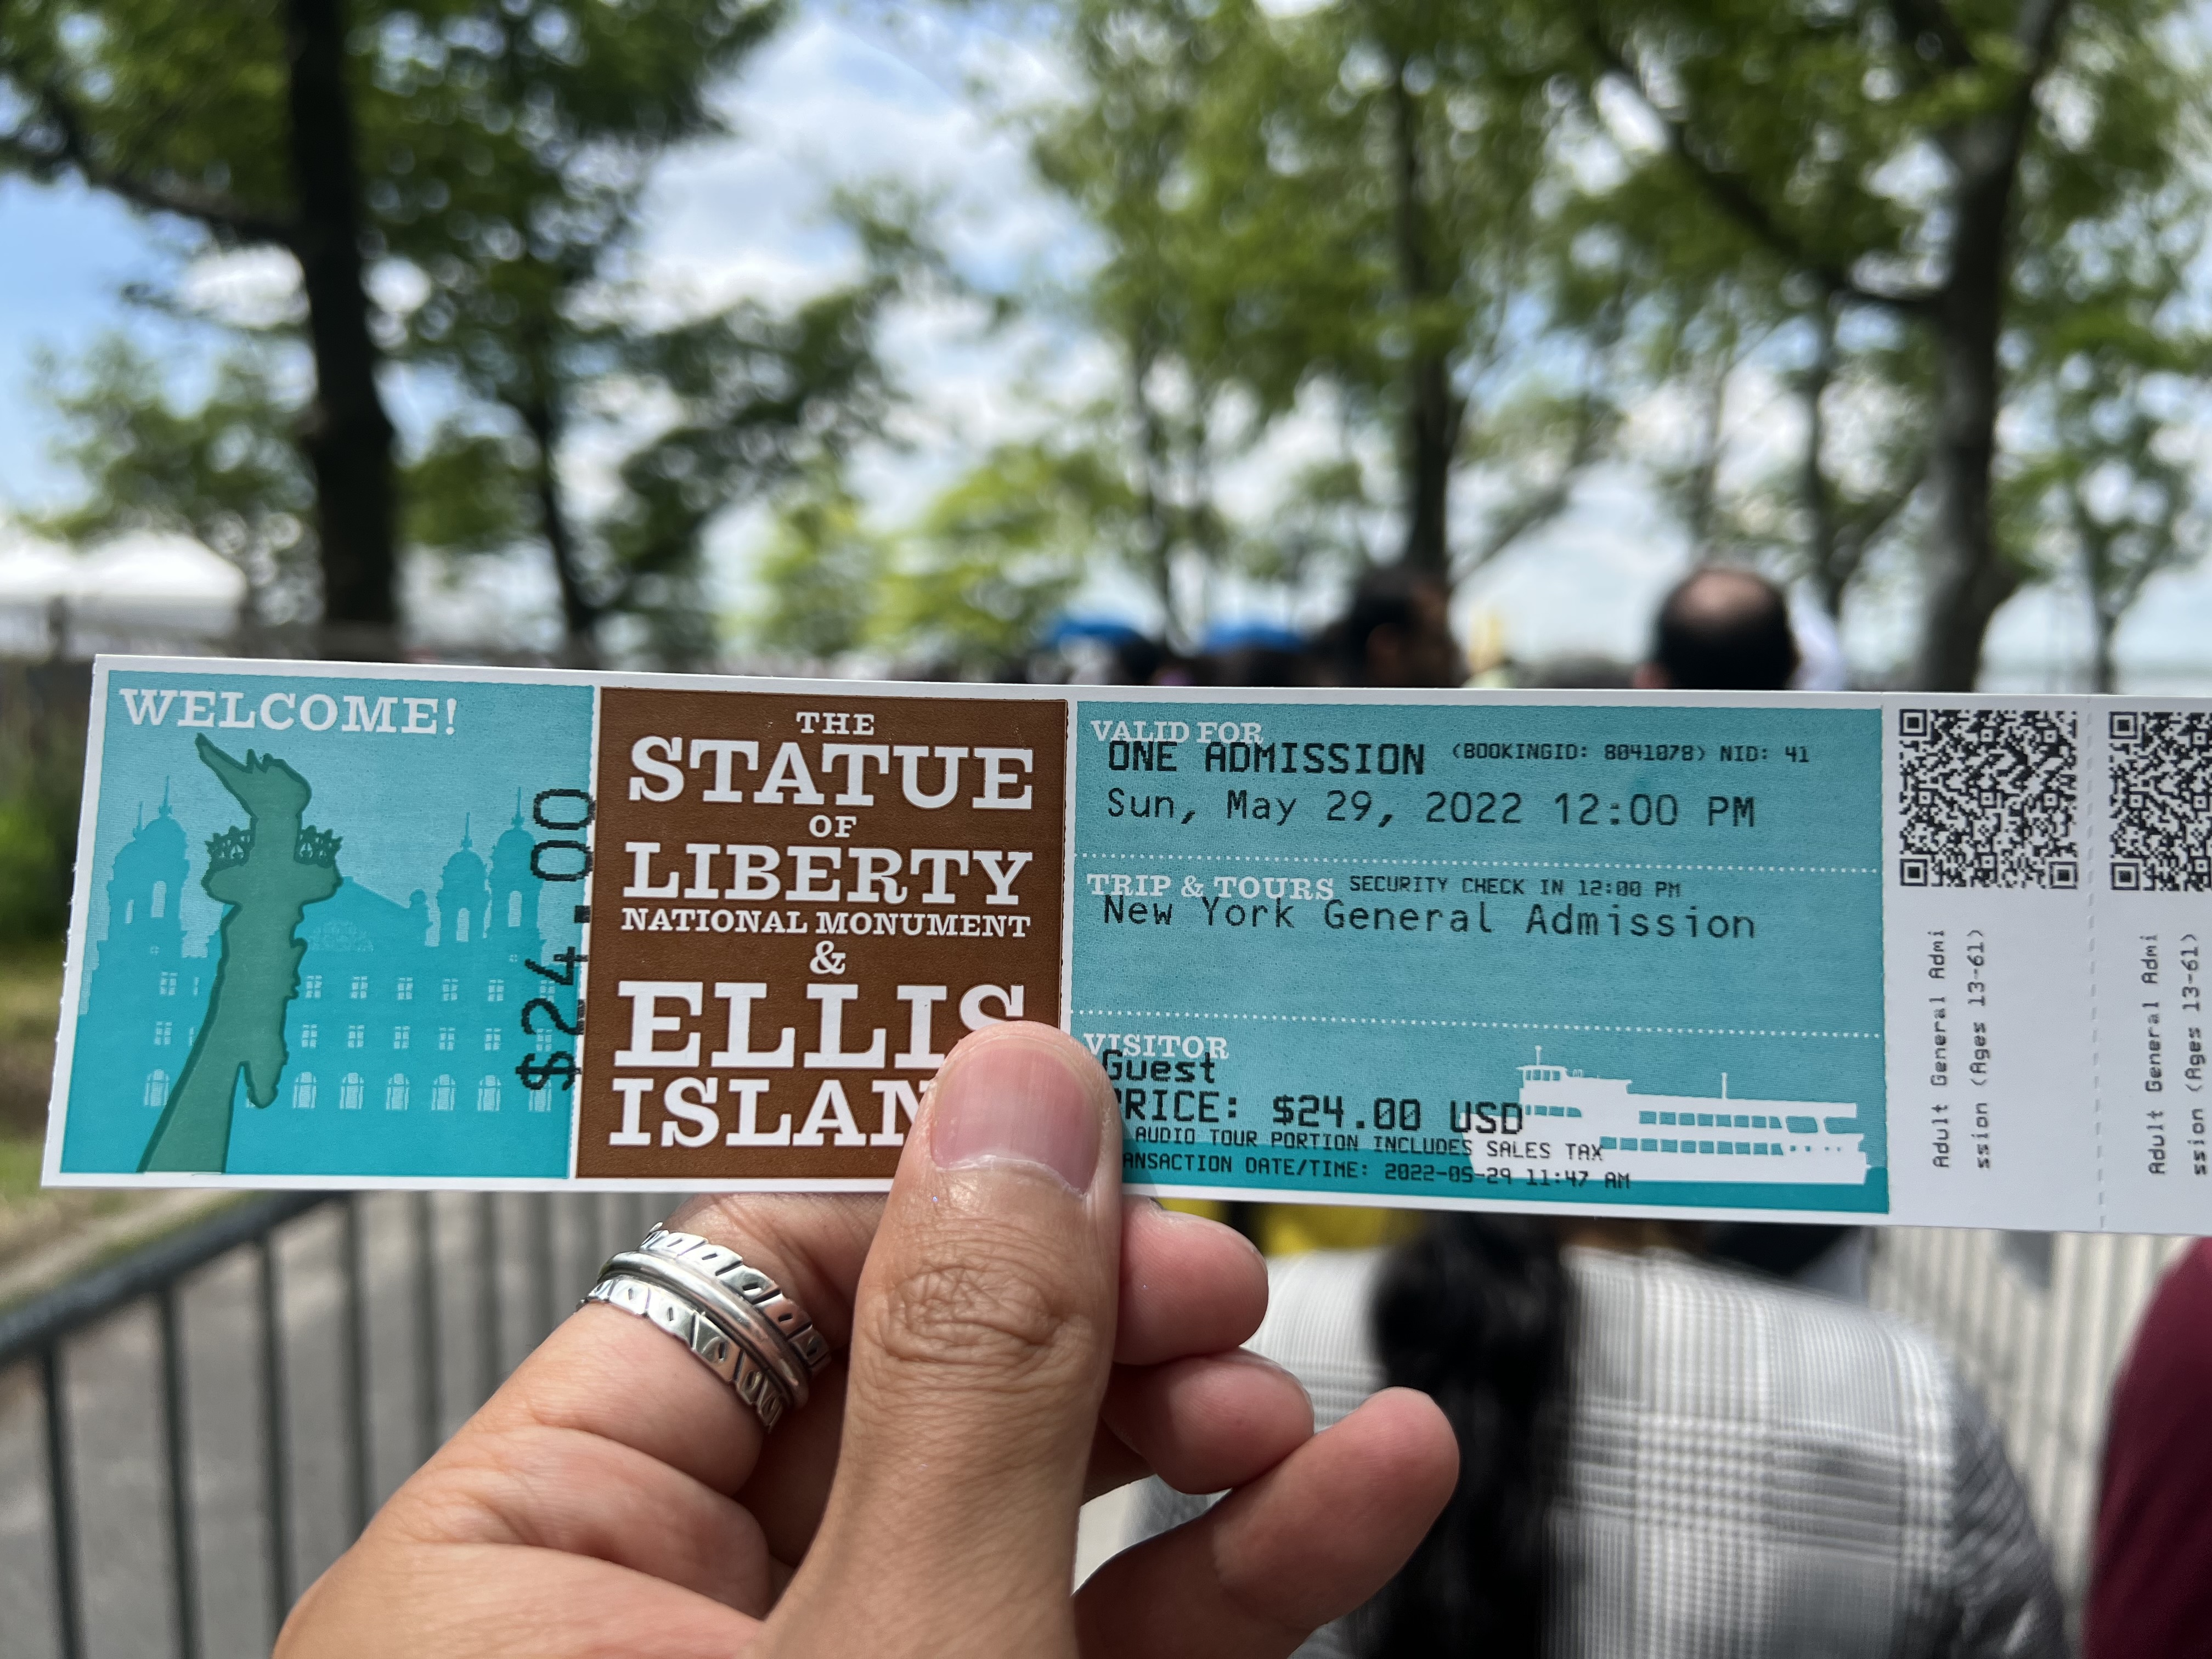 WELCOME!
$24.00
THE
STATUE
OF
LIBERTY
NATIONAL MONUMENT
&
ELLIS
ISLAN
VALID FOR
ONE ADMISSION (BOOKINGID: 8041078) NID: 41
Sun, May 29, 2022 12:00 PM
TRIP & TOURS SECURITY CHECK IN 12:00 PM
New York General Admission
VISITOR
Guest
RICE: $24.00 USD
AUDIO TOUR PORTION INCLUDES SALES TAX
ANSACTION DATE/TIME: 2022-05-29 11:47 AM
Adult General Admi
ssion (Ages 13-61)
Adult General Admi
ssion (Ages 13-61)